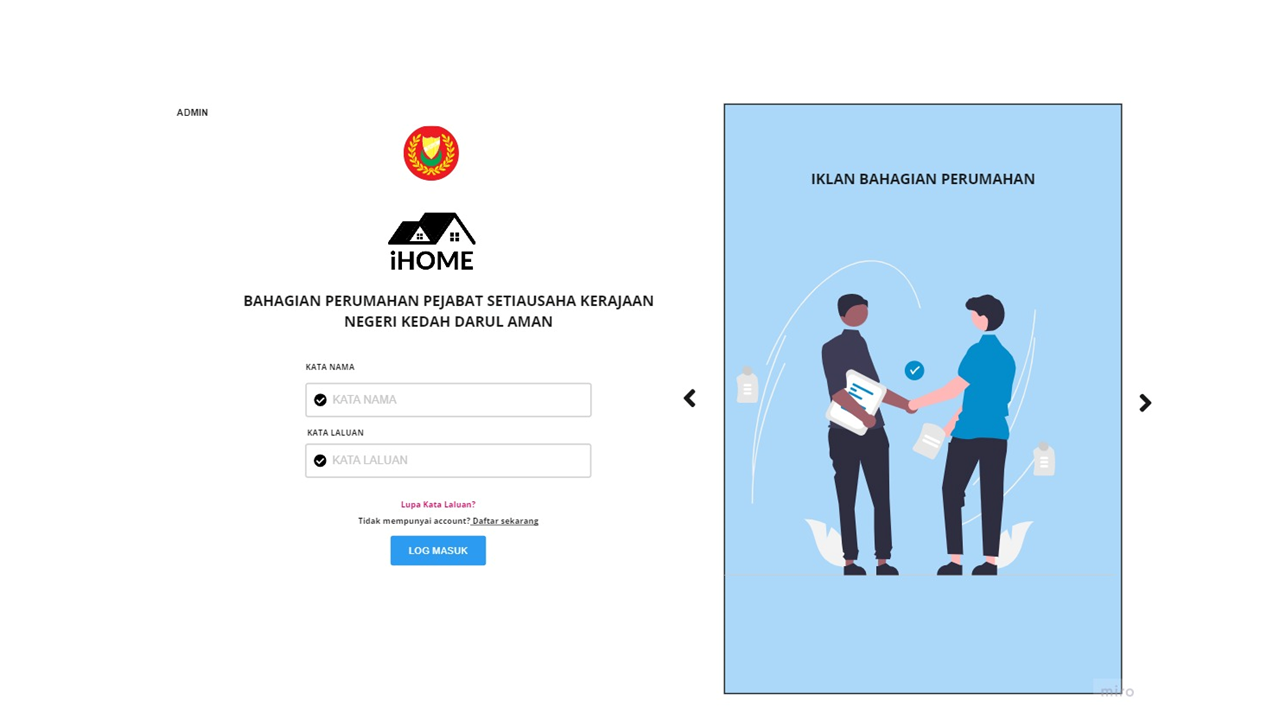 ADMIN
iHOME
BAHAGIAN PERUMAHAN PEJABAT SETIAUSAHA KERAJAAN
NEGERI KEDAH DARUL AMAN
KATA NAMA
KATA NAMA
KATA LALUAN
KATA LALUAN
Lupa Kata Laluan?
Tidak mempunyai account? Daftar sekarang
LOG MASUK
IKLAN BAHAGIAN PERUMAHAN
miro